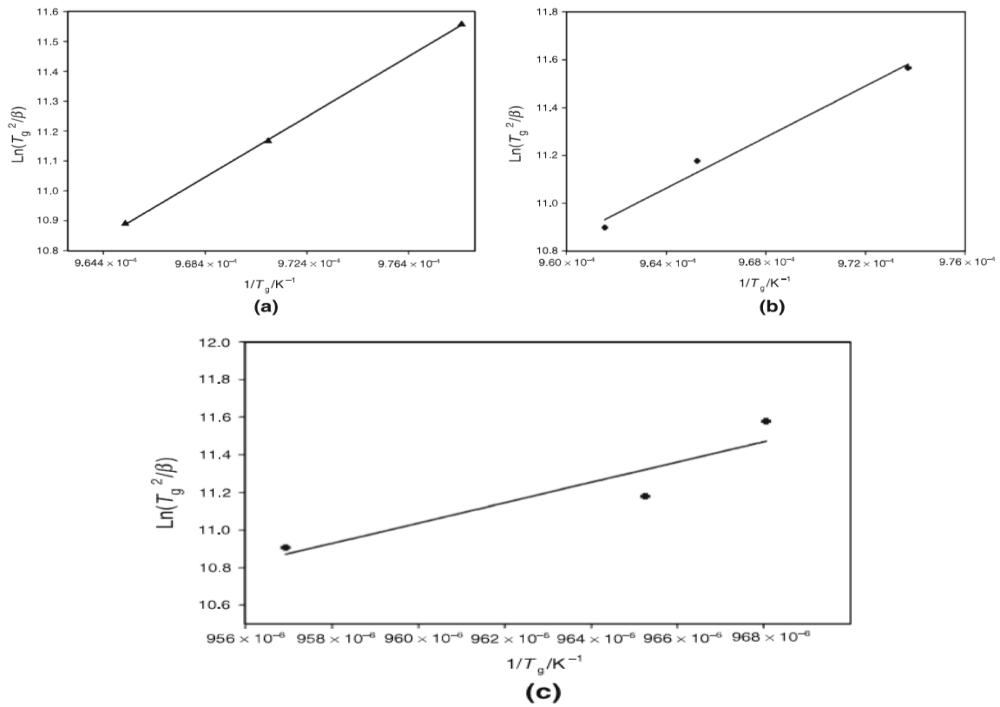 11.6
11.5
11.4
11.3
11.2
11.1
11.0
10.9
10.8
Ln(T_g^2/β)
9.644 × 10⁻⁴ 9.684 × 10⁻⁴ 9.724 × 10⁻⁴ 9.764 × 10⁻⁴
1/T_g/K⁻¹
(a)
11.8
11.6
11.4
11.2
11.0
10.8
Ln(T_g^2/β)
9.60 × 10⁻⁴ 9.64 × 10⁻⁴ 9.68 × 10⁻⁴ 9.72 × 10⁻⁴ 9.76 × 10⁻⁴
1/T_g/K⁻¹
(b)
12.0
11.8
11.6
11.4
11.2
11.0
10.8
10.6
Ln(T_g^2/β)
956 × 10⁻⁶ 958 × 10⁻⁶ 960 × 10⁻⁶ 962 × 10⁻⁶ 964 × 10⁻⁶ 966 × 10⁻⁶ 968 × 10⁻⁶
1/T_g/K⁻¹
(c)